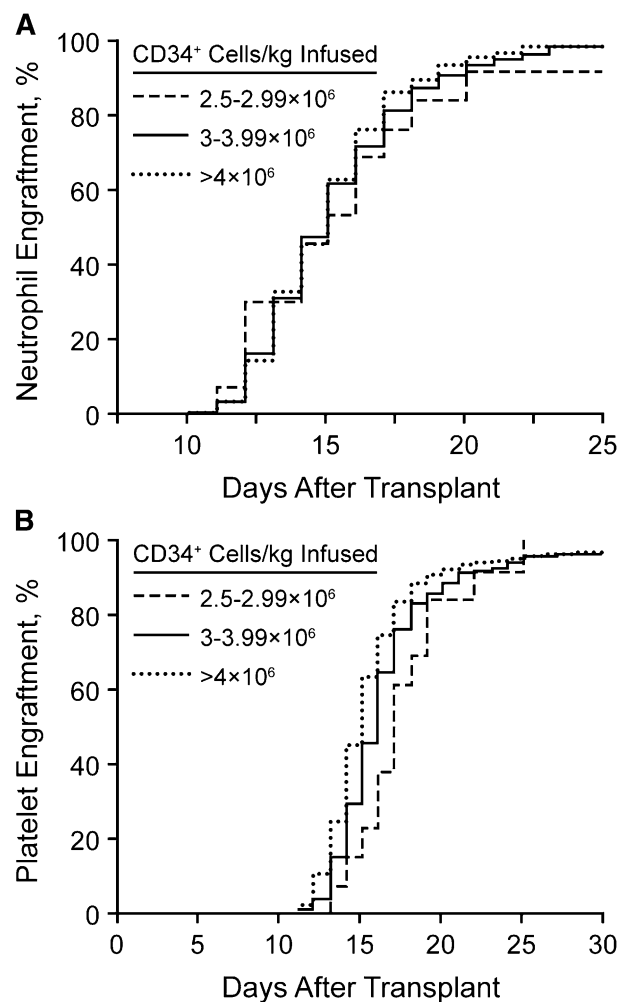 A
100
80
60
40
20
0
Neutrophil Engraftment, %
CD34⁺ Cells/kg Infused
2.5-2.99×10⁶
3-3.99×10⁶
>4×10⁶
10 15 20 25
Days After Transplant
B
100
80
60
40
20
0
Platelet Engraftment, %
CD34⁺ Cells/kg Infused
2.5-2.99×10⁶
3-3.99×10⁶
>4×10⁶
0 5 10 15 20 25 30
Days After Transplant